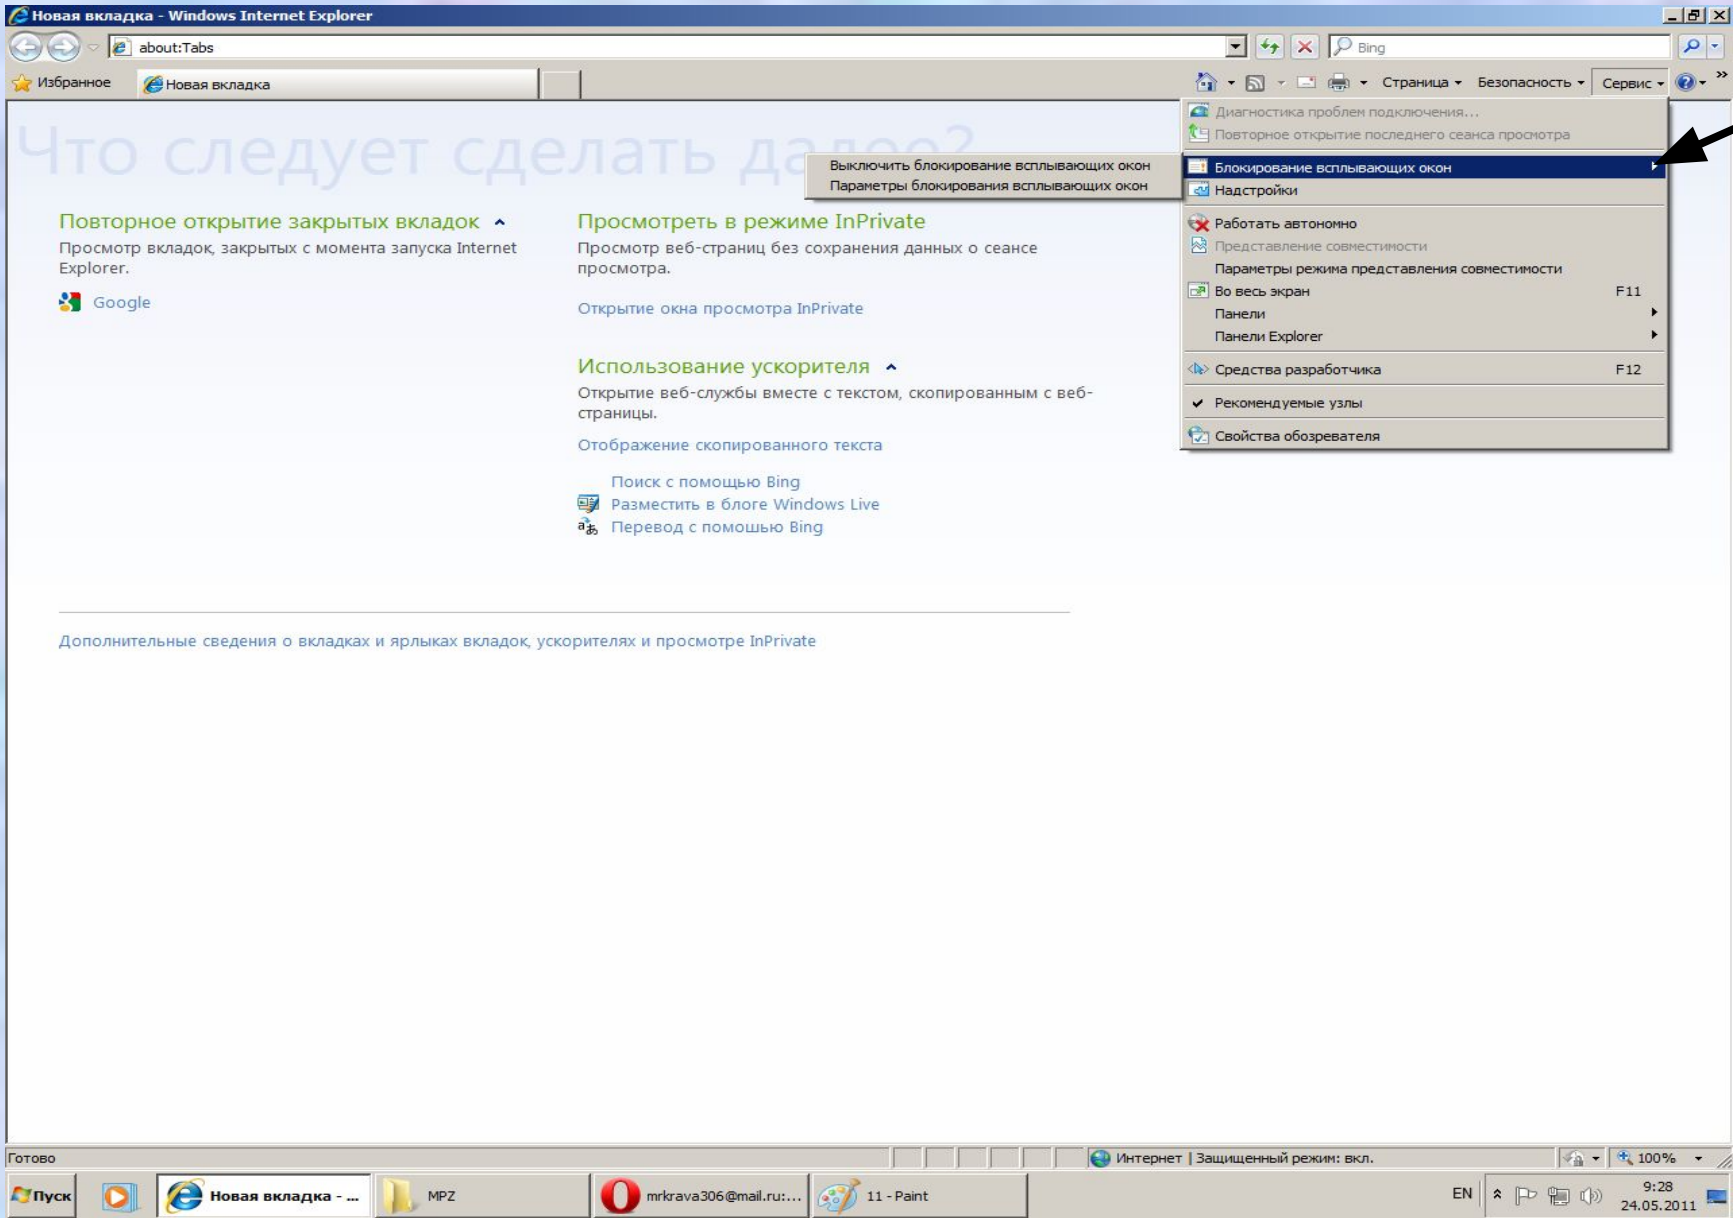 Новая вкладка - Windows Internet Explorer
about:Tabs
Bing
Избранное
Новая вкладка
Страница
Безопасность
Сервис
»
Что следует сделать далее?
Диагностика проблем подключения...
Повторное открытие последнего сеанса просмотра
Блокирование всплывающих окон
Выключить блокирование всплывающих окон
Параметры блокирования всплывающих окон
Надстройки
Работать автономно
Представление совместимости
Параметры режима представления совместимости
Во весь экран F11
Панели
Панели Explorer
Средства разработчика F12
Рекомендуемые узлы
Свойства обозревателя
Повторное открытие закрытых вкладок
Просмотр вкладок, закрытых с момента запуска Internet
Explorer.
Google
Просмотреть в режиме InPrivate
Просмотр веб-страниц без сохранения данных о сеансе
просмотра.
Открытие окна просмотра InPrivate
Использование ускорителя
Открытие веб-службы вместе с текстом, скопированным с веб-
страницы.
Отображение скопированного текста
Поиск с помощью Bing
Разместить в блоге Windows Live
Перевод с помошью Bing
Дополнительные сведения о вкладках и ярлыках вкладок, ускорителях и просмотре InPrivate
Готово
Интернет | Защищенный режим: вкл.
100%
Пуск
Новая вкладка - ...
MPZ
mrkrava306@mail.ru:...
11 - Paint
EN
9:28
24.05.2011